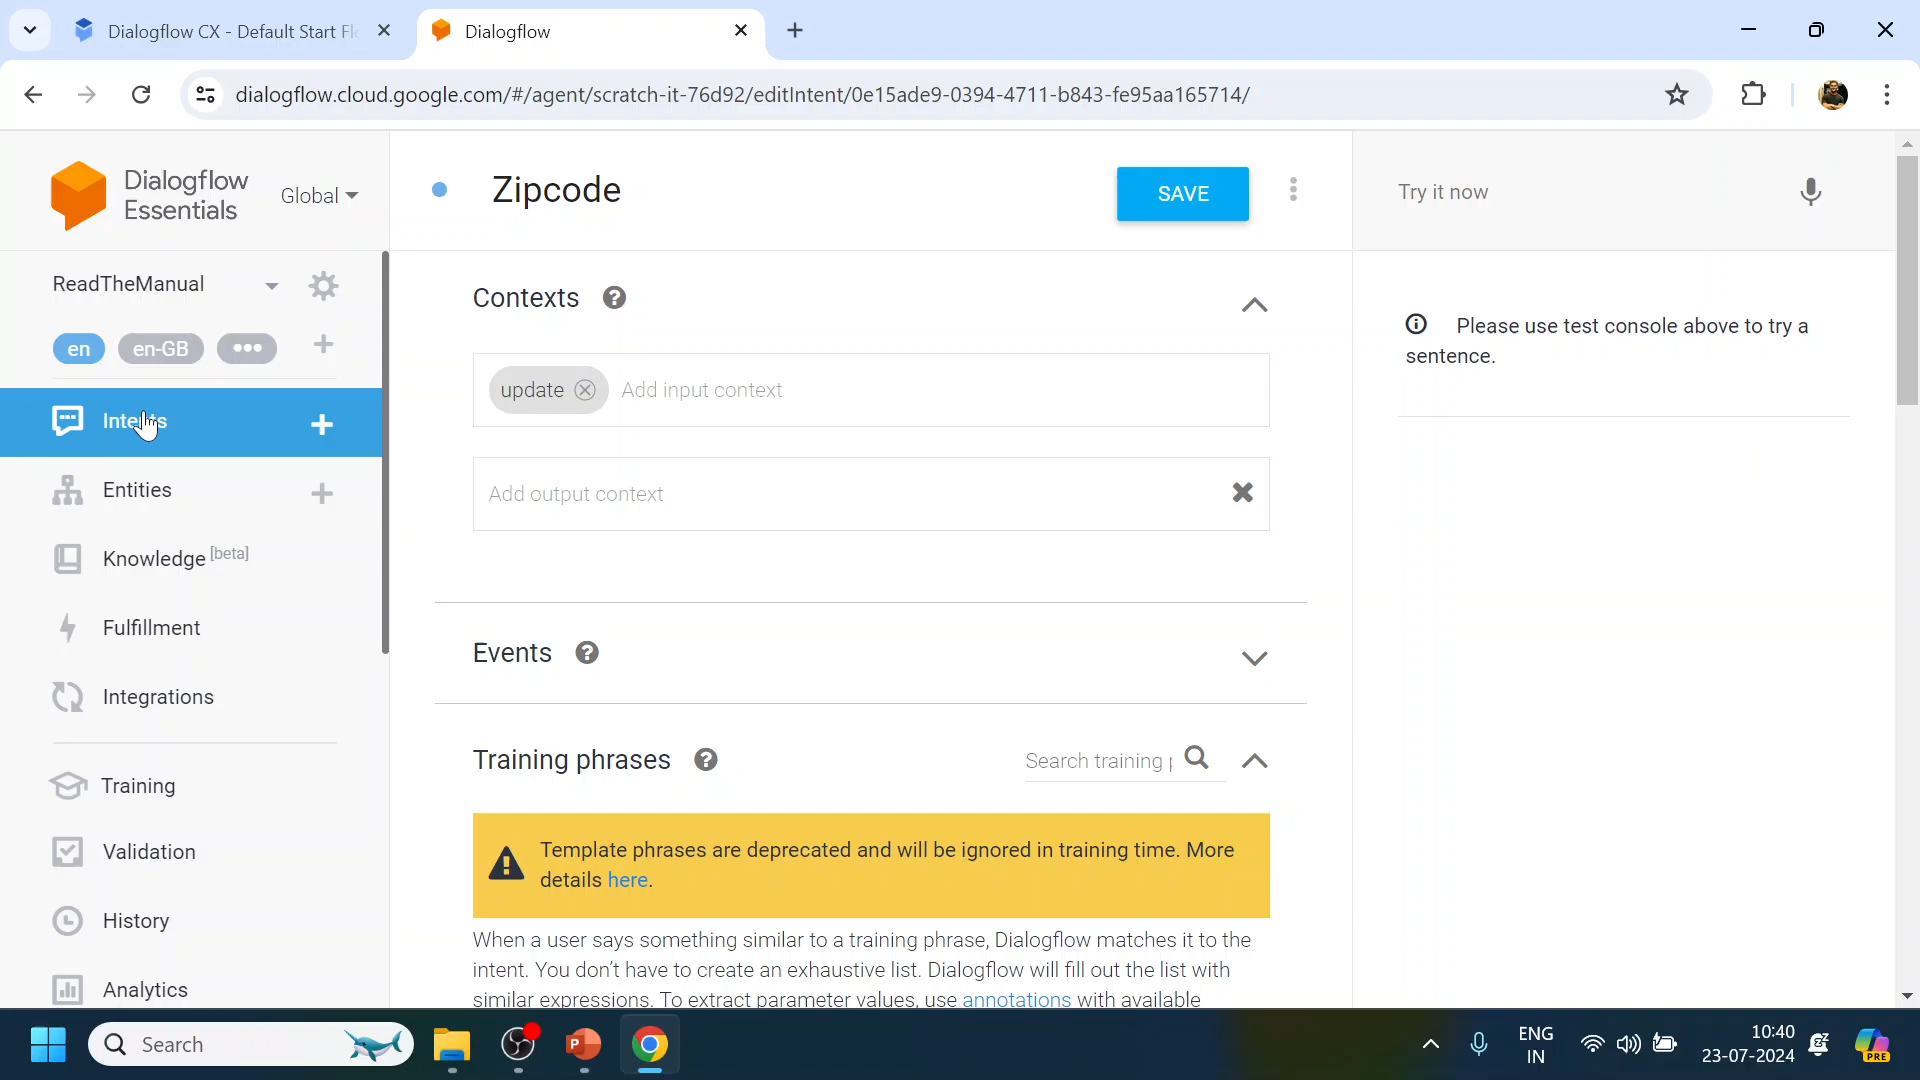 Dialogflow CX - Default Start Fl
Dialogflow
dialogflow.cloud.google.com/#/agent/scratch-it-76d92/editIntent/0e15ade9-0394-4711-b843-fe95aa165714/
Dialogflow
Essentials
Global
Zipcode
SAVE
Try it now
ReadTheManual
en
en-GB
Intents
Entities
Knowledge [beta]
Fulfillment
Integrations
Training
Validation
History
Analytics
Contexts
update
Add input context
Add output context
Events
Training phrases
Search training p
Template phrases are deprecated and will be ignored in training time. More
details here.
When a user says something similar to a training phrase, Dialogflow matches it to the
intent. You don't have to create an exhaustive list. Dialogflow will fill out the list with
similar expressions. To extract parameter values, use annotations with available
Please use test console above to try a
sentence.
Search
P
ENG
IN
10:40
23-07-2024
PRE